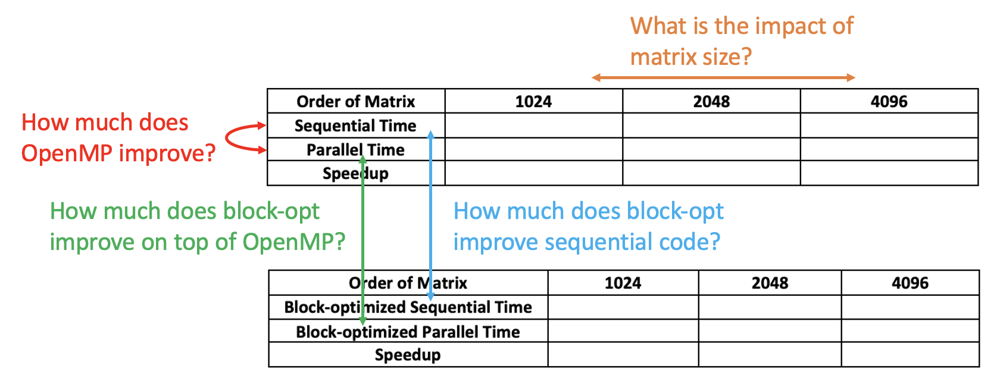 What is the impact of
matrix size?
How much does
OpenMP improve?
Order of Matrix 1024 2048 4096
Sequential Time
Parallel Time
Speedup
How much does block-opt
improve on top of OpenMP?
How much does block-opt
improve sequential code?
Order of Matrix 1024 2048 4096
Block-optimized Sequential Time
Block-optimized Parallel Time
Speedup